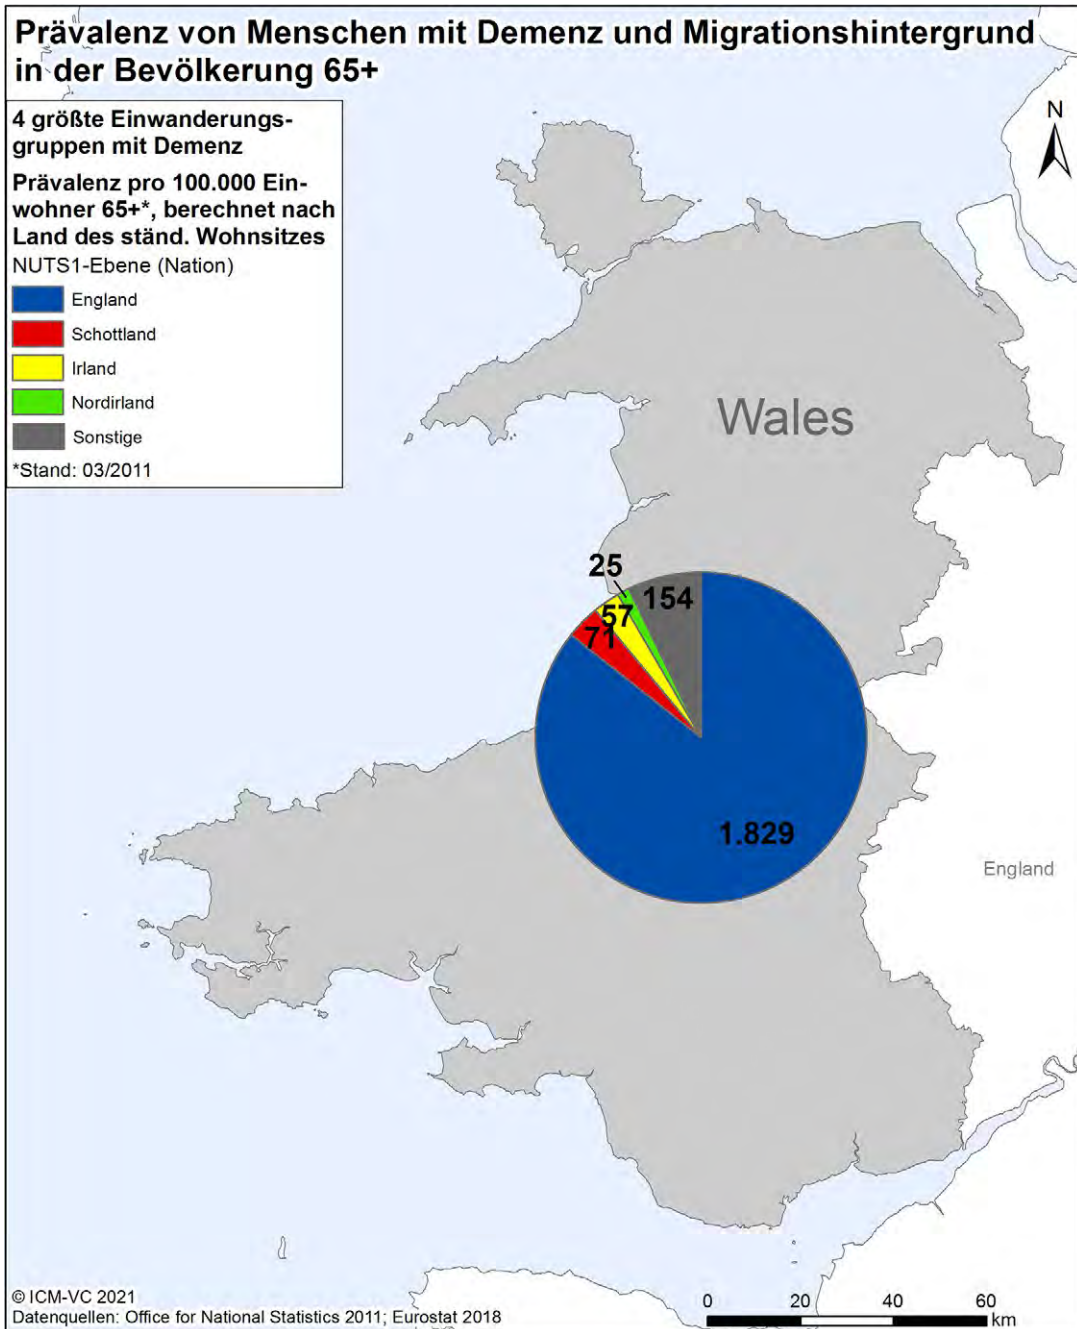 Prävalenz von Menschen mit Demenz und Migrationshintergrund
in der Bevölkerung 65+
4 größte Einwanderungs-
gruppen mit Demenz
Prävalenz pro 100.000 Ein-
wohner 65+*, berechnet nach
Land des ständ. Wohnsitzes
NUTS1-Ebene (Nation)
England
Schottland
Irland
Nordirland
Sonstige
*Stand: 03/2011
N
Wales
25
154
57
71
1.829
England
© ICM-VC 2021
Datenquellen: Office for National Statistics 2011; Eurostat 2018
0 20 40 60
km